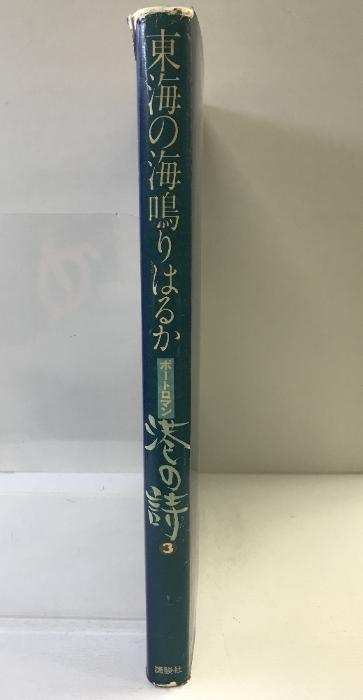 東海の海鳴りはるか
ポートロマン
港の詩
3
講談社